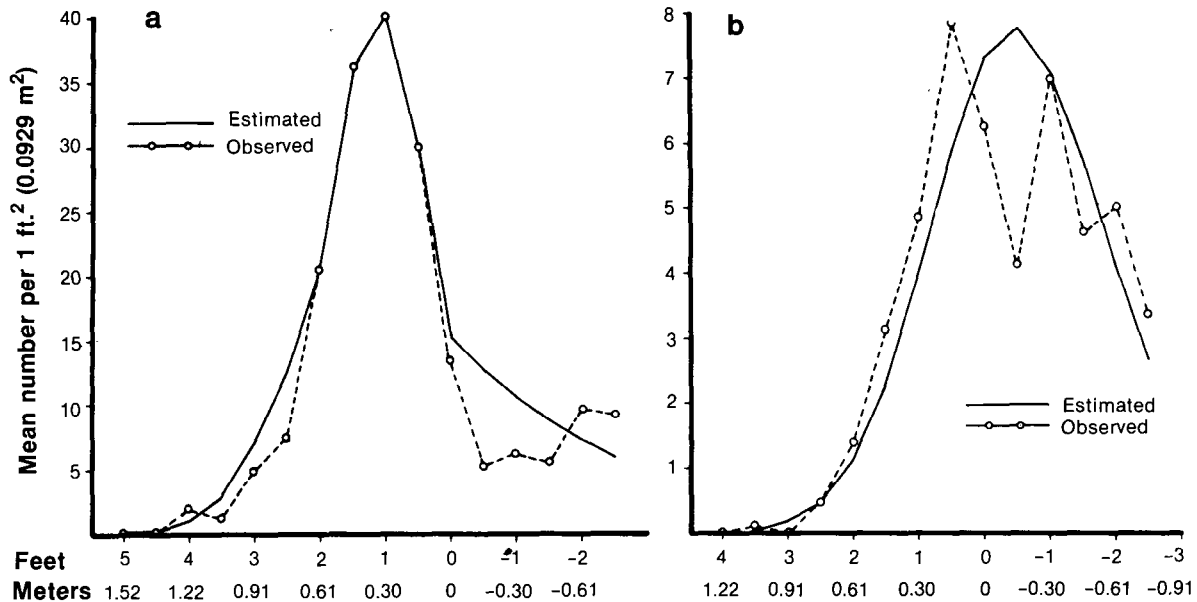 a
Mean number per 1 ft.² (0.0929 m²)
40
35
30
25
20
15
10
5
Estimated
Observed
b
8
7
6
5
4
3
2
1
Estimated
Observed
Feet 5 4 3 2 1 0 -1 -2 4 3 2 1 0 -1 -2 -3
Meters 1.52 1.22 0.91 0.61 0.30 0 -0.30 -0.61 1.22 0.91 0.61 0.30 0 -0.30 -0.61 -0.91